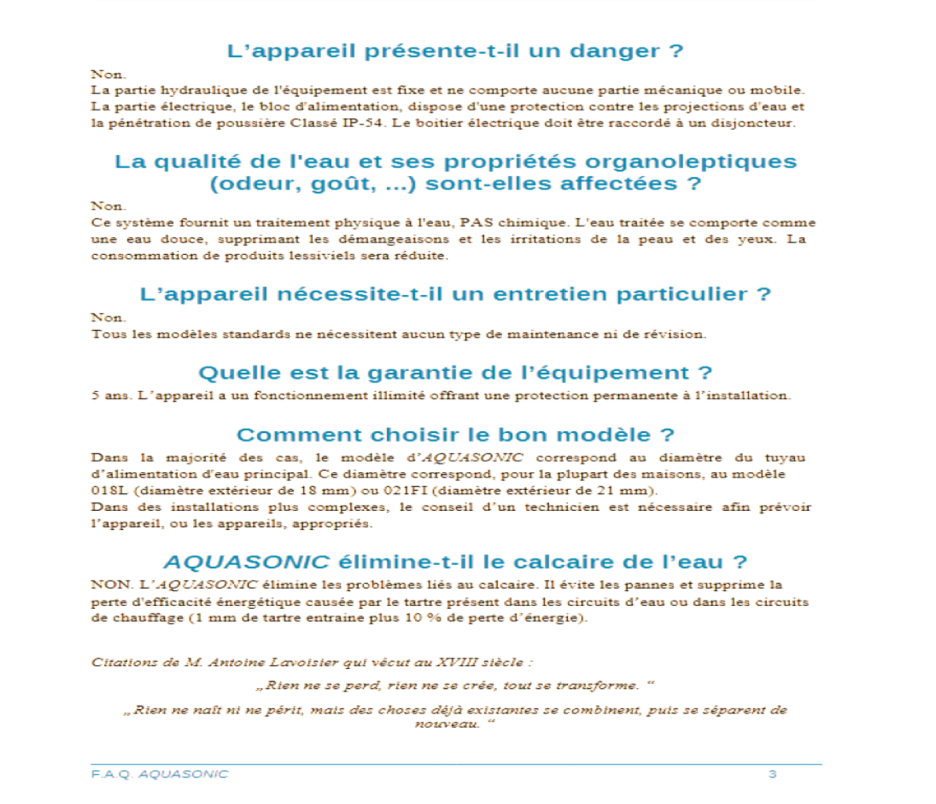 L’appareil présente-t-il un danger ?
Non.
La partie hydraulique de l'équipement est fixe et ne comporte aucune partie mécanique ou mobile.
La partie électrique, le bloc d'alimentation, dispose d'une protection contre les projections d'eau et
la pénétration de poussière Classé IP-54. Le boitier électrique doit être raccordé à un disjoncteur.
La qualité de l'eau et ses propriétés organoleptiques
(odeur, goût, ...) sont-elles affectées ?
Non.
Ce système fournit un traitement physique à l'eau, PAS chimique. L'eau traitée se comporte comme
une eau douce, supprimant les démangeaisons et les irritations de la peau et des yeux. La
consommation de produits lessiviels sera réduite.
L’appareil nécessite-t-il un entretien particulier ?
Non.
Tous les modèles standards ne nécessitent aucun type de maintenance ni de révision.
Quelle est la garantie de l’équipement ?
5 ans. L’appareil a un fonctionnement illimité offrant une protection permanente à l’installation.
Comment choisir le bon modèle ?
Dans la majorité des cas, le modèle d’AQUASONIC correspond au diamètre du tuyau
d’alimentation d'eau principal. Ce diamètre correspond, pour la plupart des maisons, au modèle
018L (diamètre extérieur de 18 mm) ou 021FI (diamètre extérieur de 21 mm).
Dans des installations plus complexes, le conseil d’un technicien est nécessaire afin prévoir
l’appareil, ou les appareils, appropriés.
AQUASONIC élimine-t-il le calcaire de l’eau ?
NON. L’AQUASONIC élimine les problèmes liés au calcaire. Il évite les pannes et supprime la
perte d'efficacité énergétique causée par le tartre présent dans les circuits d’eau ou dans les circuits
de chauffage (1 mm de tartre entraine plus 10 % de perte d’énergie).
Citations de M. Antoine Lavoisier qui vécut au XVIII siècle :
„Rien ne se perd, rien ne se crée, tout se transforme. “
„Rien ne naît ni ne périt, mais des choses déjà existantes se combinent, puis se séparent de
nouveau. “
F.A.Q. AQUASONIC 3